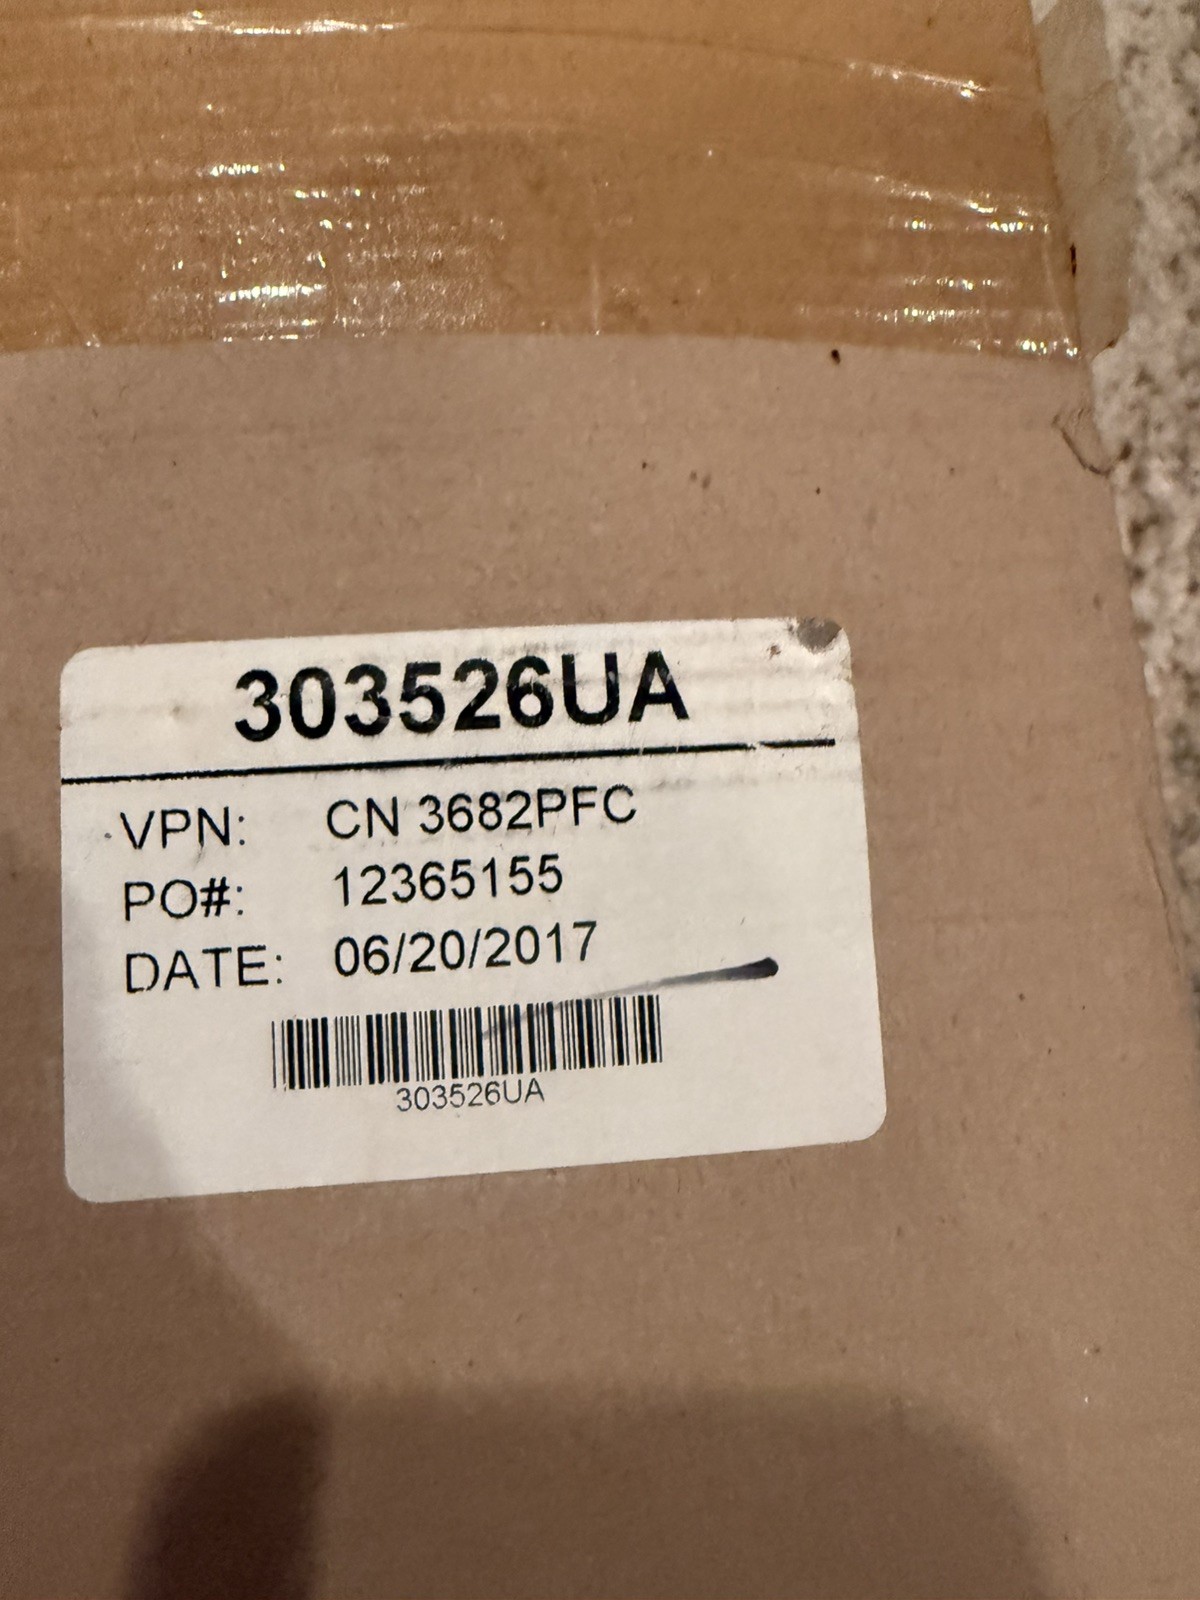 303526UA
VPN: CN 3682PFC
PO#: 12365155
DATE: 06/20/2017
303526UA